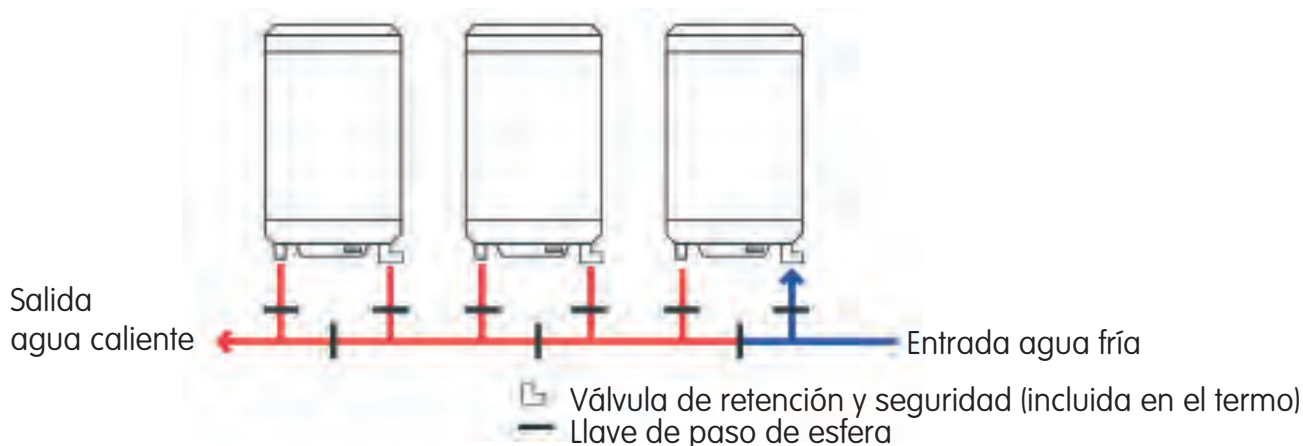 Salida
agua caliente
Entrada agua fría
Válvula de retención y seguridad (incluida en el termo)
Llave de paso de esfera